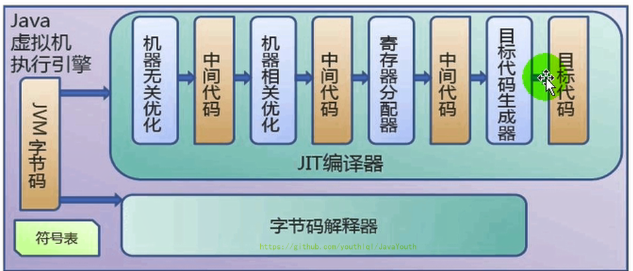 Java
虚拟机
执行引擎
JVM 字节码
符号表
机器无关优化
中间代码
机器相关优化
中间代码
寄存器分配器
中间代码
目标代码生成器
目标代码
JIT编译器
字节码解释器
https://github.com/youthlql/JavaYouth